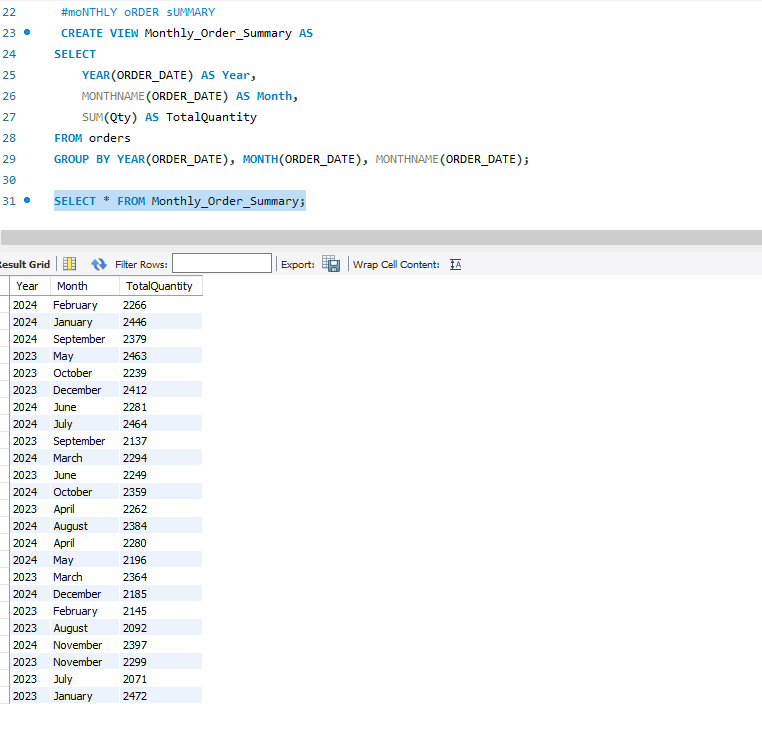 22 #moNTHLY oRDER sUMMARY
23 CREATE VIEW Monthly_Order_Summary AS
24 SELECT
25 YEAR(ORDER_DATE) AS Year,
26 MONTHNAME(ORDER_DATE) AS Month,
27 SUM(Qty) AS TotalQuantity
28 FROM orders
29 GROUP BY YEAR(ORDER_DATE), MONTH(ORDER_DATE), MONTHNAME(ORDER_DATE);
30
31 SELECT * FROM Monthly_Order_Summary;
Result Grid Filter Rows: Export: Wrap Cell Content: IA
Year Month TotalQuantity
2024 February 2266
2024 January 2446
2024 September 2379
2023 May 2463
2023 October 2239
2023 December 2412
2024 June 2281
2024 July 2464
2023 September 2137
2024 March 2294
2023 June 2249
2024 October 2359
2023 April 2262
2024 August 2384
2024 April 2280
2024 May 2196
2023 March 2364
2024 December 2185
2023 February 2145
2023 August 2092
2024 November 2397
2023 November 2299
2023 July 2071
2023 January 2472